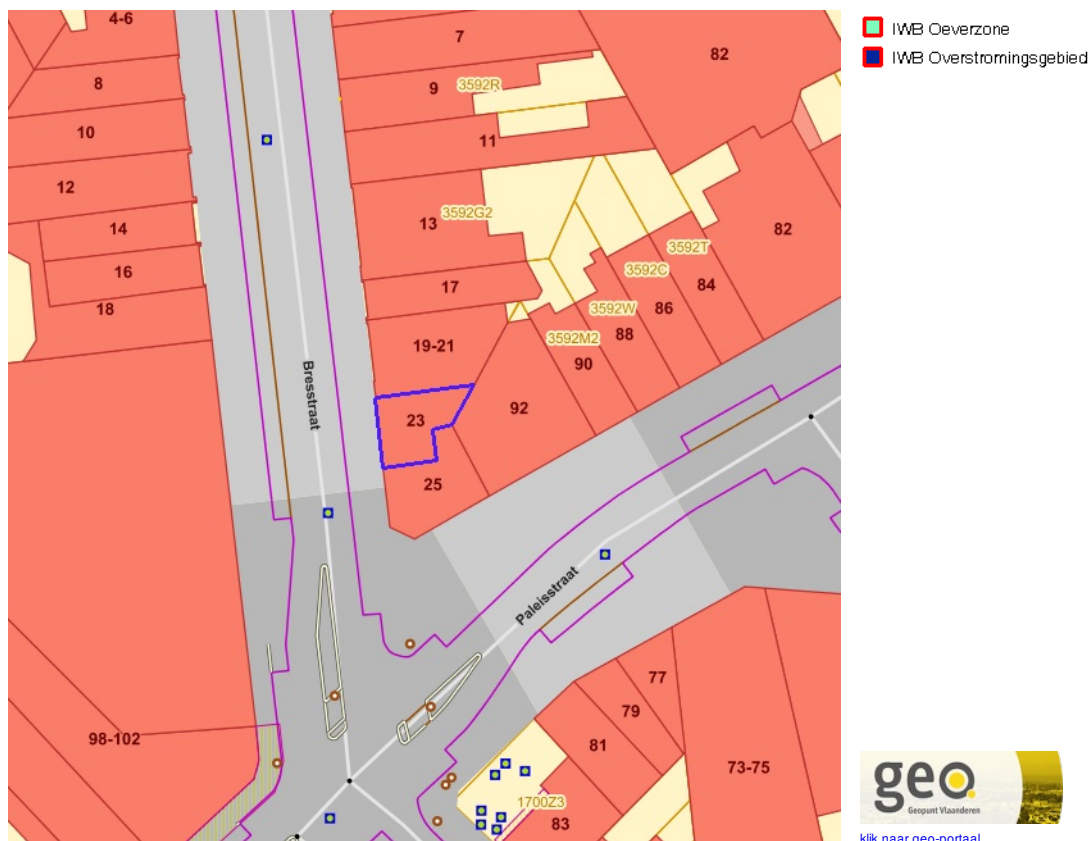 4-6
7
82
IWB Oeverzone
IWB Overstromingsgebied
8
9
3592R
10
11
12
13
3592G2
14
82
3592T
16
17
3592C
84
18
3592W
86
88
19-21
3592M2
90
Bresstraat
23
92
25
Paleisstraat
77
79
98-102
81
73-75
1700Z3
83
geo.
Geopunt Vlaanderen
klik naar geo-portaal